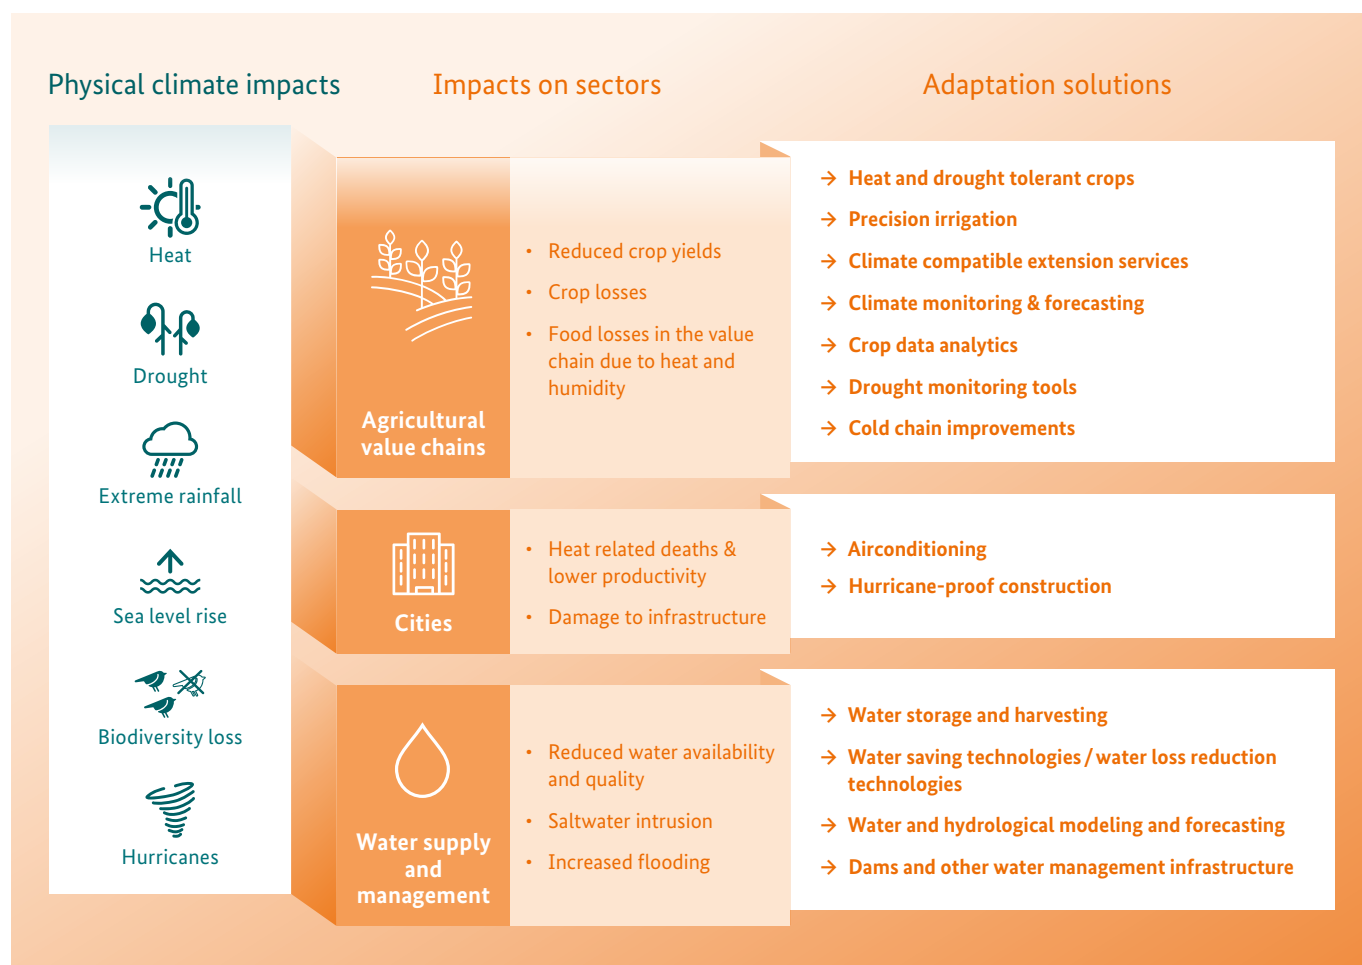 Physical climate impacts
Impacts on sectors
Adaptation solutions
Heat
Drought
Extreme rainfall
Sea level rise
Biodiversity loss
Hurricanes
Agricultural
value chains
• Reduced crop yields
• Crop losses
• Food losses in the value
chain due to heat and
humidity
→ Heat and drought tolerant crops
→ Precision irrigation
→ Climate compatible extension services
→ Climate monitoring & forecasting
→ Crop data analytics
→ Drought monitoring tools
→ Cold chain improvements
Cities
• Heat related deaths &
lower productivity
• Damage to infrastructure
→ Airconditioning
→ Hurricane-proof construction
Water supply
and
management
• Reduced water availability
and quality
• Saltwater intrusion
• Increased flooding
→ Water storage and harvesting
→ Water saving technologies / water loss reduction
technologies
→ Water and hydrological modeling and forecasting
→ Dams and other water management infrastructure